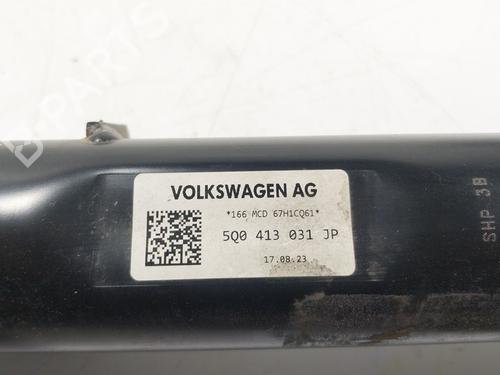 VOLKSWAGEN AG
*166 MCD 67H1CQ61*
5Q0 413 031 JP
17.08.23
SHP 3B